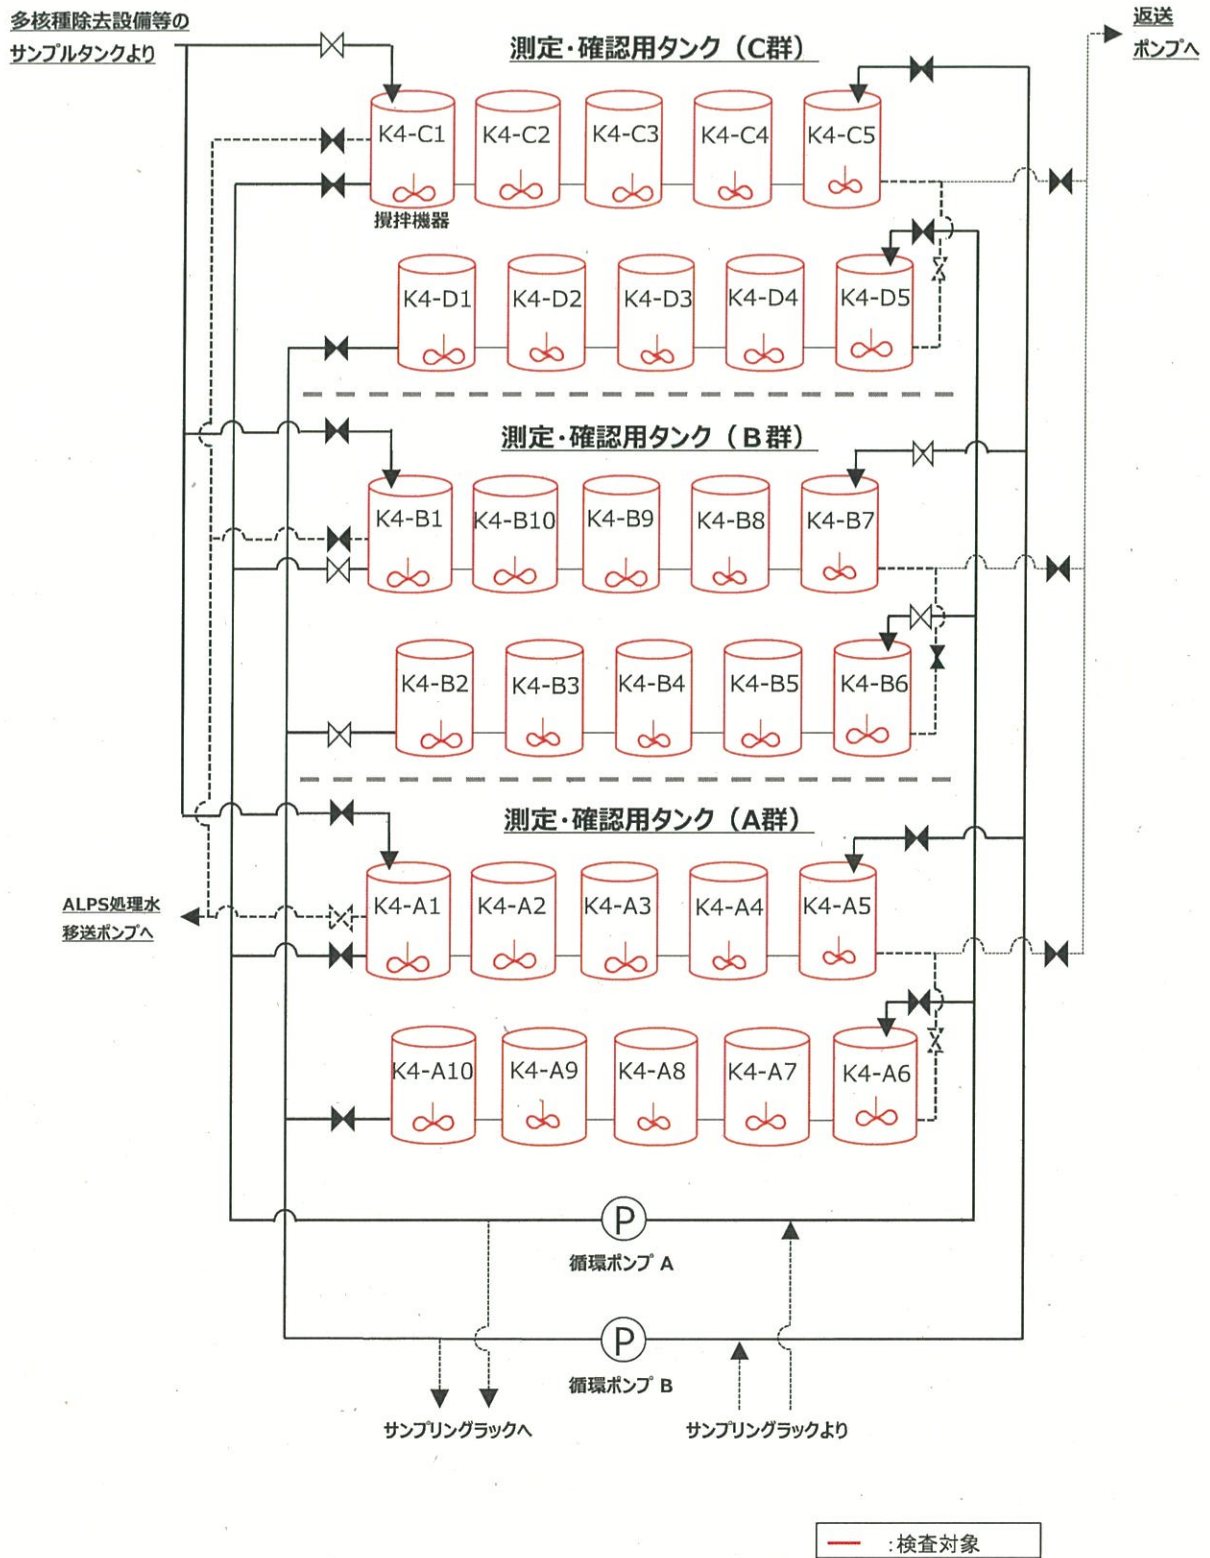 多核種除去設備等の
サンプルタンクより
測定・確認用タンク（C群）
返送
ポンプへ
K4-C1
K4-C2
K4-C3
K4-C4
K4-C5
攪拌機器
K4-D1
K4-D2
K4-D3
K4-D4
K4-D5
測定・確認用タンク（B群）
K4-B1
K4-B10
K4-B9
K4-B8
K4-B7
K4-B2
K4-B3
K4-B4
K4-B5
K4-B6
測定・確認用タンク（A群）
K4-A1
K4-A2
K4-A3
K4-A4
K4-A5
ALPS処理水
移送ポンプへ
K4-A10
K4-A9
K4-A8
K4-A7
K4-A6
P
循環ポンプ A
P
循環ポンプ B
サンプリングラックへ
サンプリングラックより
:検査対象